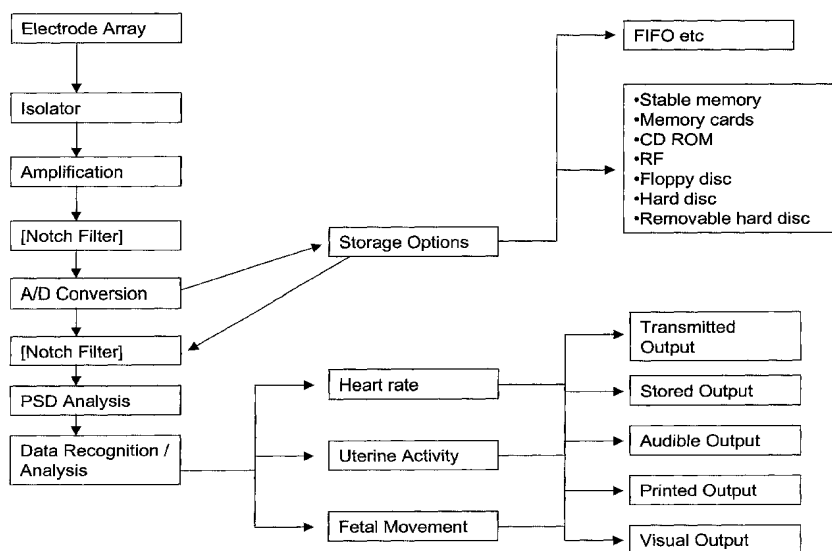 Electrode Array
Isolator
Amplification
[Notch Filter]
A/D Conversion
[Notch Filter]
PSD Analysis
Data Recognition /
Analysis
Storage Options
FIFO etc
•Stable memory
•Memory cards
•CD ROM
•RF
•Floppy disc
•Hard disc
•Removable hard disc
Heart rate
Uterine Activity
Fetal Movement
Transmitted
Output
Stored Output
Audible Output
Printed Output
Visual Output